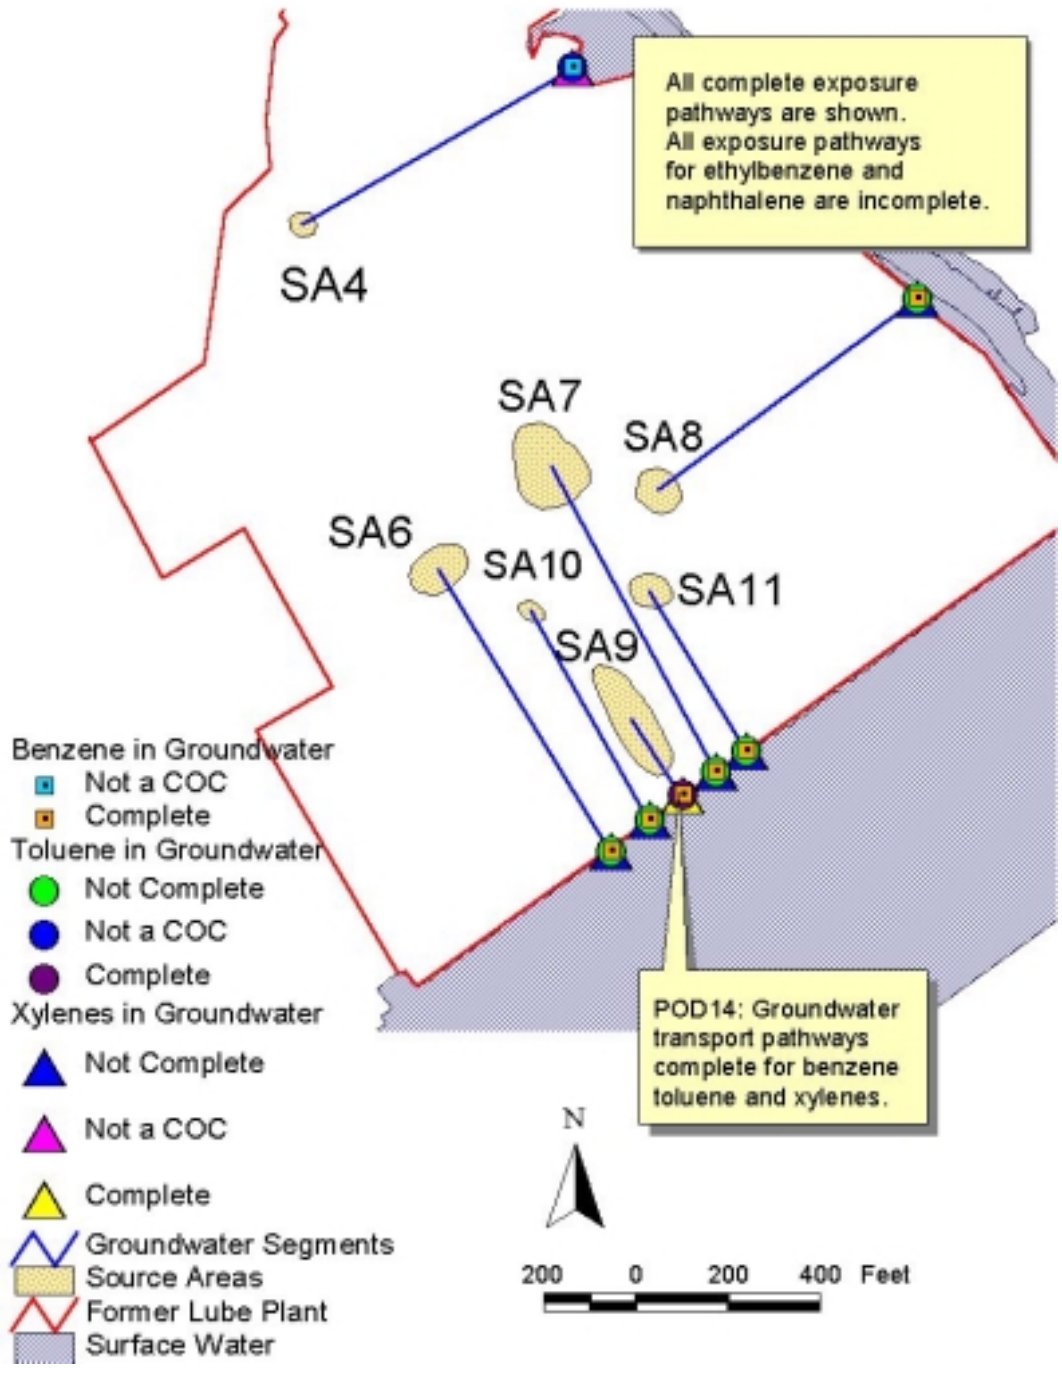 All complete exposure
pathways are shown.
All exposure pathways
for ethylbenzene and
naphthalene are incomplete.
SA4
SA7
SA8
SA6
SA10
SA11
SA9
Benzene in Groundwater
Not a COC
Complete
Toluene in Groundwater
Not Complete
Not a COC
Complete
Xylenes in Groundwater
Not Complete
Not a COC
Complete
Groundwater Segments
Source Areas
Former Lube Plant
Surface Water
POD14: Groundwater
transport pathways
complete for benzene
toluene and xylenes.
N
200 0 200 400 Feet